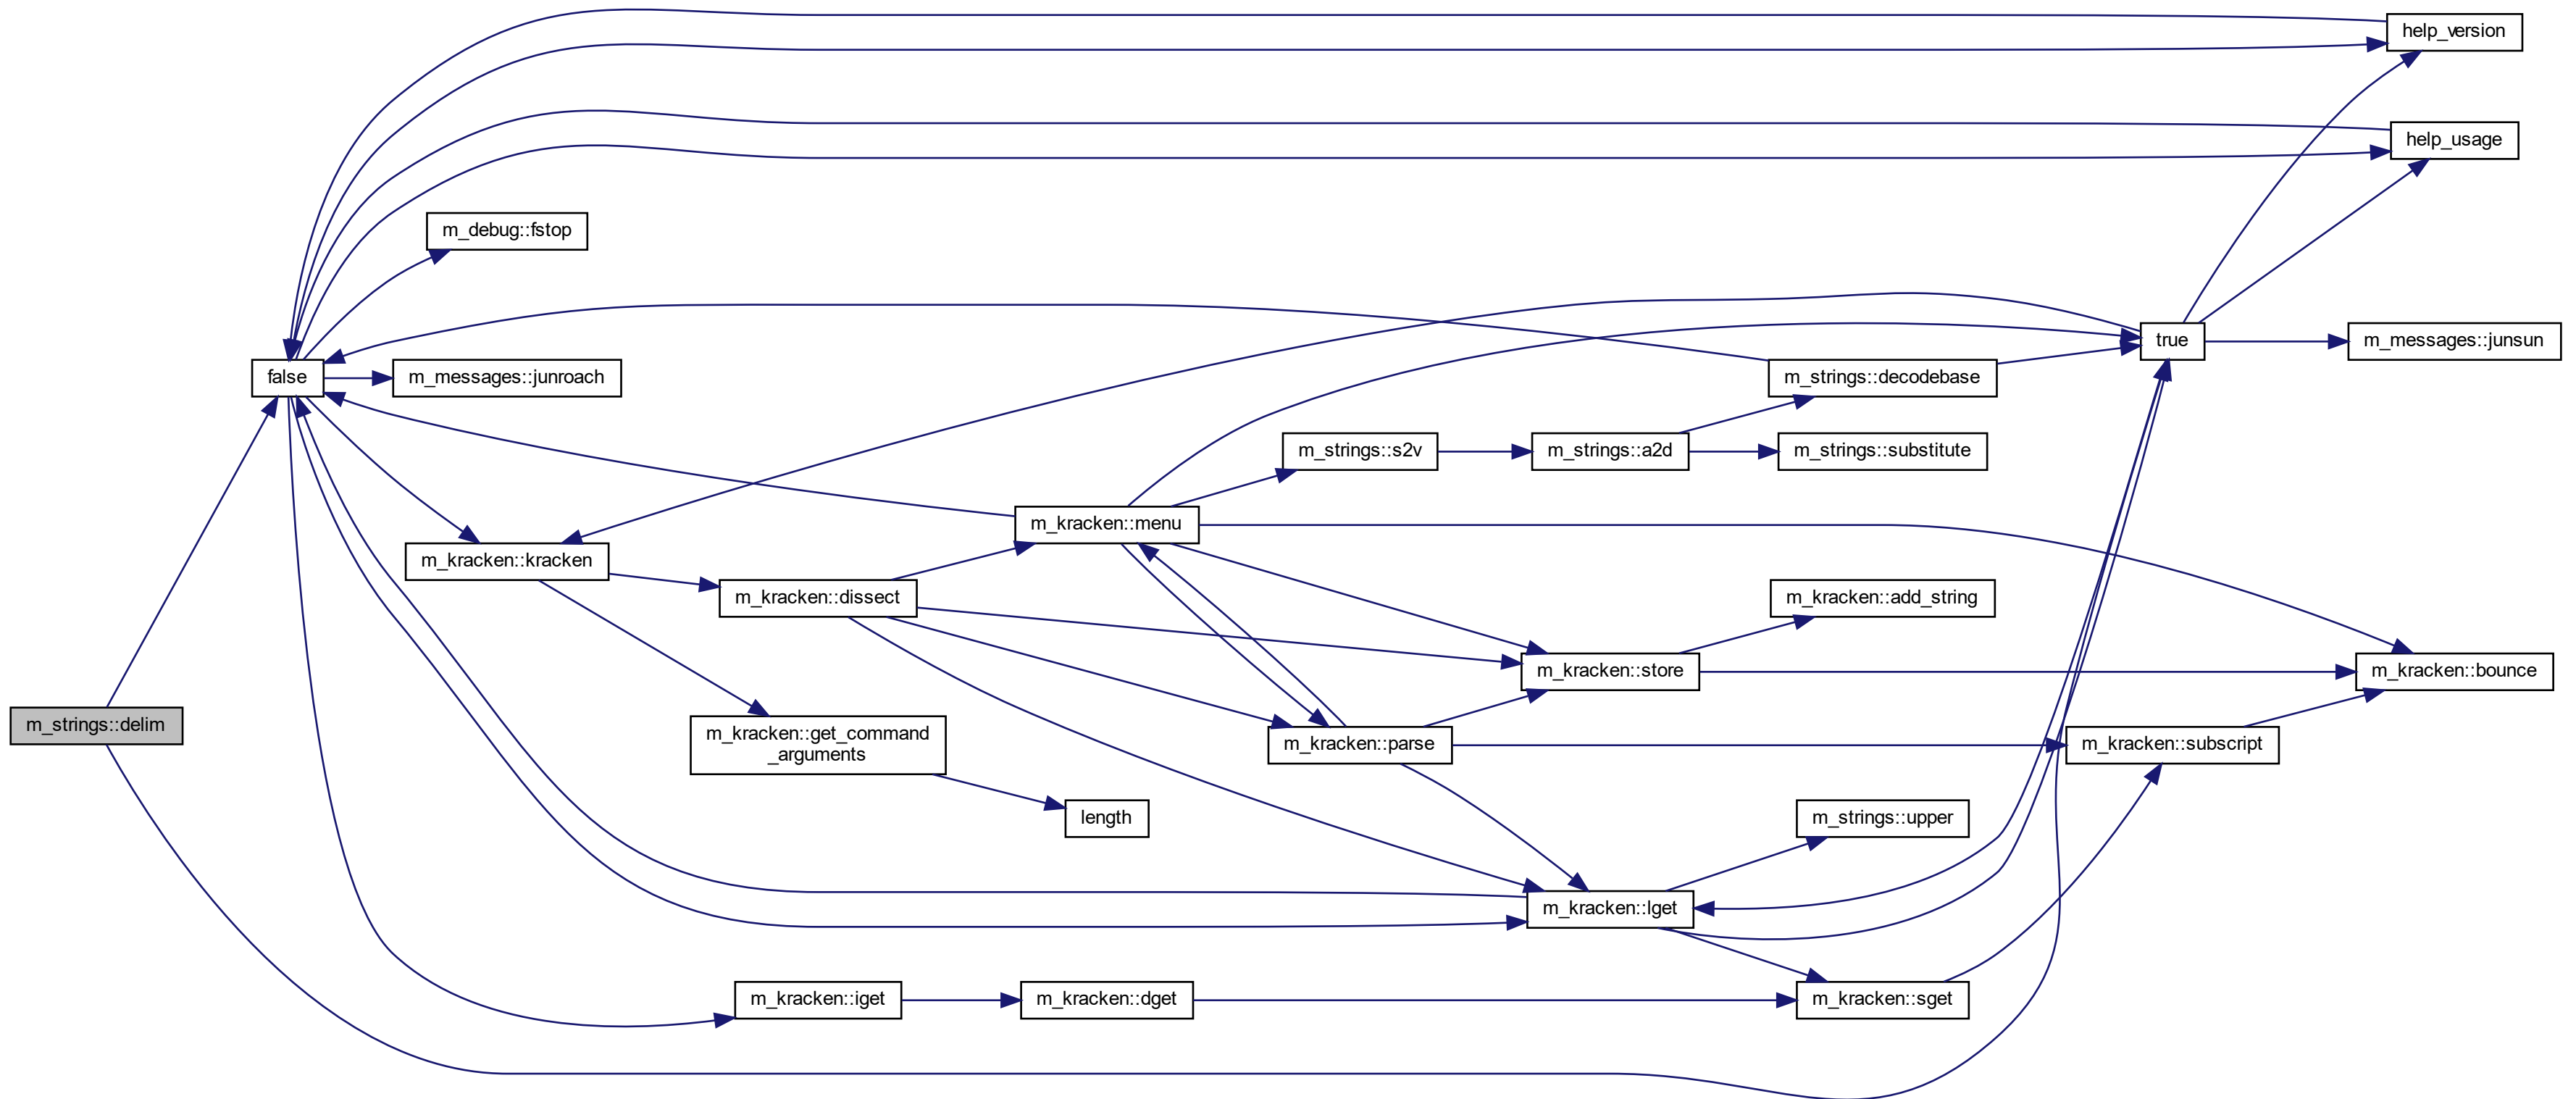 help_version
help_usage
m_debug::fstop
true
m_messages::junsun
false
m_messages::junroach
m_strings::decodebase
m_strings::s2v
m_strings::a2d
m_strings::substitute
m_kracken::menu
m_kracken::kracken
m_kracken::dissect
m_kracken::add_string
m_kracken::store
m_kracken::bounce
m_strings::delim
m_kracken::get_command
_arguments
m_kracken::parse
m_kracken::subscript
length
m_strings::upper
m_kracken::lget
m_kracken::iget
m_kracken::dget
m_kracken::sget